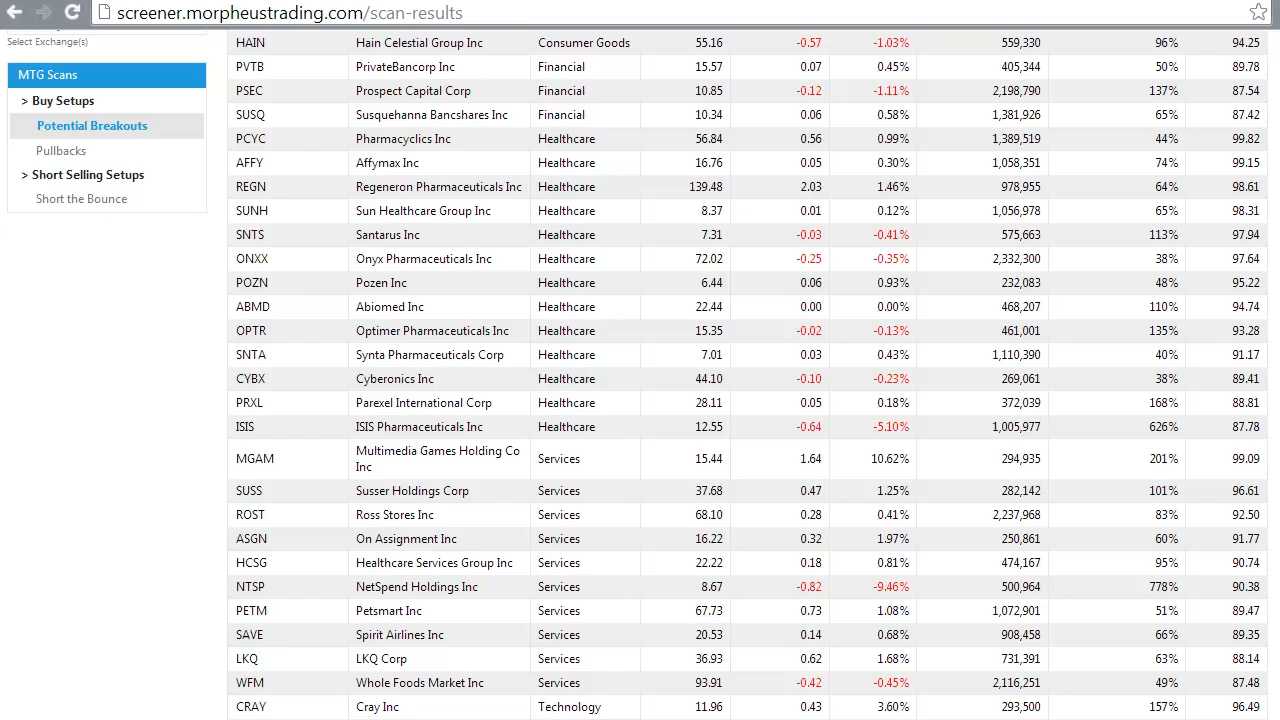 screener.morpheustrading.com/scan-results
Select Exchange(s)
MTG Scans
> Buy Setups
Potential Breakouts
Pullbacks
> Short Selling Setups
Short the Bounce
HAIN Hain Celestial Group Inc Consumer Goods 55.16 -0.57 -1.03% 559,330 96% 94.25
PVTB PrivateBancorp Inc Financial 15.57 0.07 0.45% 405,344 50% 89.78
PSEC Prospect Capital Corp Financial 10.85 -0.12 -1.11% 2,198,790 137% 87.54
SUSQ Susquehanna Bancshares Inc Financial 10.34 0.06 0.58% 1,381,926 65% 87.42
PCYC Pharmacyclics Inc Healthcare 56.84 0.56 0.99% 1,389,519 44% 99.82
AFFY Affymax Inc Healthcare 16.76 0.05 0.30% 1,058,351 74% 99.15
REGN Regeneron Pharmaceuticals Inc Healthcare 139.48 2.03 1.46% 978,955 64% 98.61
SUNH Sun Healthcare Group Inc Healthcare 8.37 0.01 0.12% 1,056,978 65% 98.31
SNTS Santarus Inc Healthcare 7.31 -0.03 -0.41% 575,663 113% 97.94
ONXX Onyx Pharmaceuticals Inc Healthcare 72.02 -0.25 -0.35% 2,332,300 38% 97.64
POZN Pozen Inc Healthcare 6.44 0.06 0.93% 232,083 48% 95.22
ABMD Abiomed Inc Healthcare 22.44 0.00 0.00% 468,207 110% 94.74
OPTR Optimer Pharmaceuticals Inc Healthcare 15.35 -0.02 -0.13% 461,001 135% 93.28
SNTA Synta Pharmaceuticals Corp Healthcare 7.01 0.03 0.43% 1,110,390 40% 91.17
CYBX Cyberonics Inc Healthcare 44.10 -0.10 -0.23% 269,061 38% 89.41
PRXL Parexel International Corp Healthcare 28.11 0.05 0.18% 372,039 168% 88.81
ISIS ISIS Pharmaceuticals Inc Healthcare 12.55 -0.64 -5.10% 1,005,977 626% 87.78
MGAM Multimedia Games Holding Co Inc Services 15.44 1.64 10.62% 294,935 201% 99.09
SUSS Susser Holdings Corp Services 37.68 0.47 1.25% 282,142 101% 96.61
ROST Ross Stores Inc Services 68.10 0.28 0.41% 2,237,968 83% 92.50
ASGN On Assignment Inc Services 16.22 0.32 1.97% 250,861 60% 91.77
HCSG Healthcare Services Group Inc Services 22.22 0.18 0.81% 474,167 95% 90.74
NTSP NetSpend Holdings Inc Services 8.67 -0.82 -9.46% 500,964 778% 90.38
PETM Petsmart Inc Services 67.73 0.73 1.08% 1,072,901 51% 89.47
SAVE Spirit Airlines Inc Services 20.53 0.14 0.68% 908,458 66% 89.35
LKQ LKQ Corp Services 36.93 0.62 1.68% 731,391 63% 88.14
WFM Whole Foods Market Inc Services 93.91 -0.42 -0.45% 2,116,251 49% 87.48
CRAY Cray Inc Technology 11.96 0.43 3.60% 293,500 157% 96.49